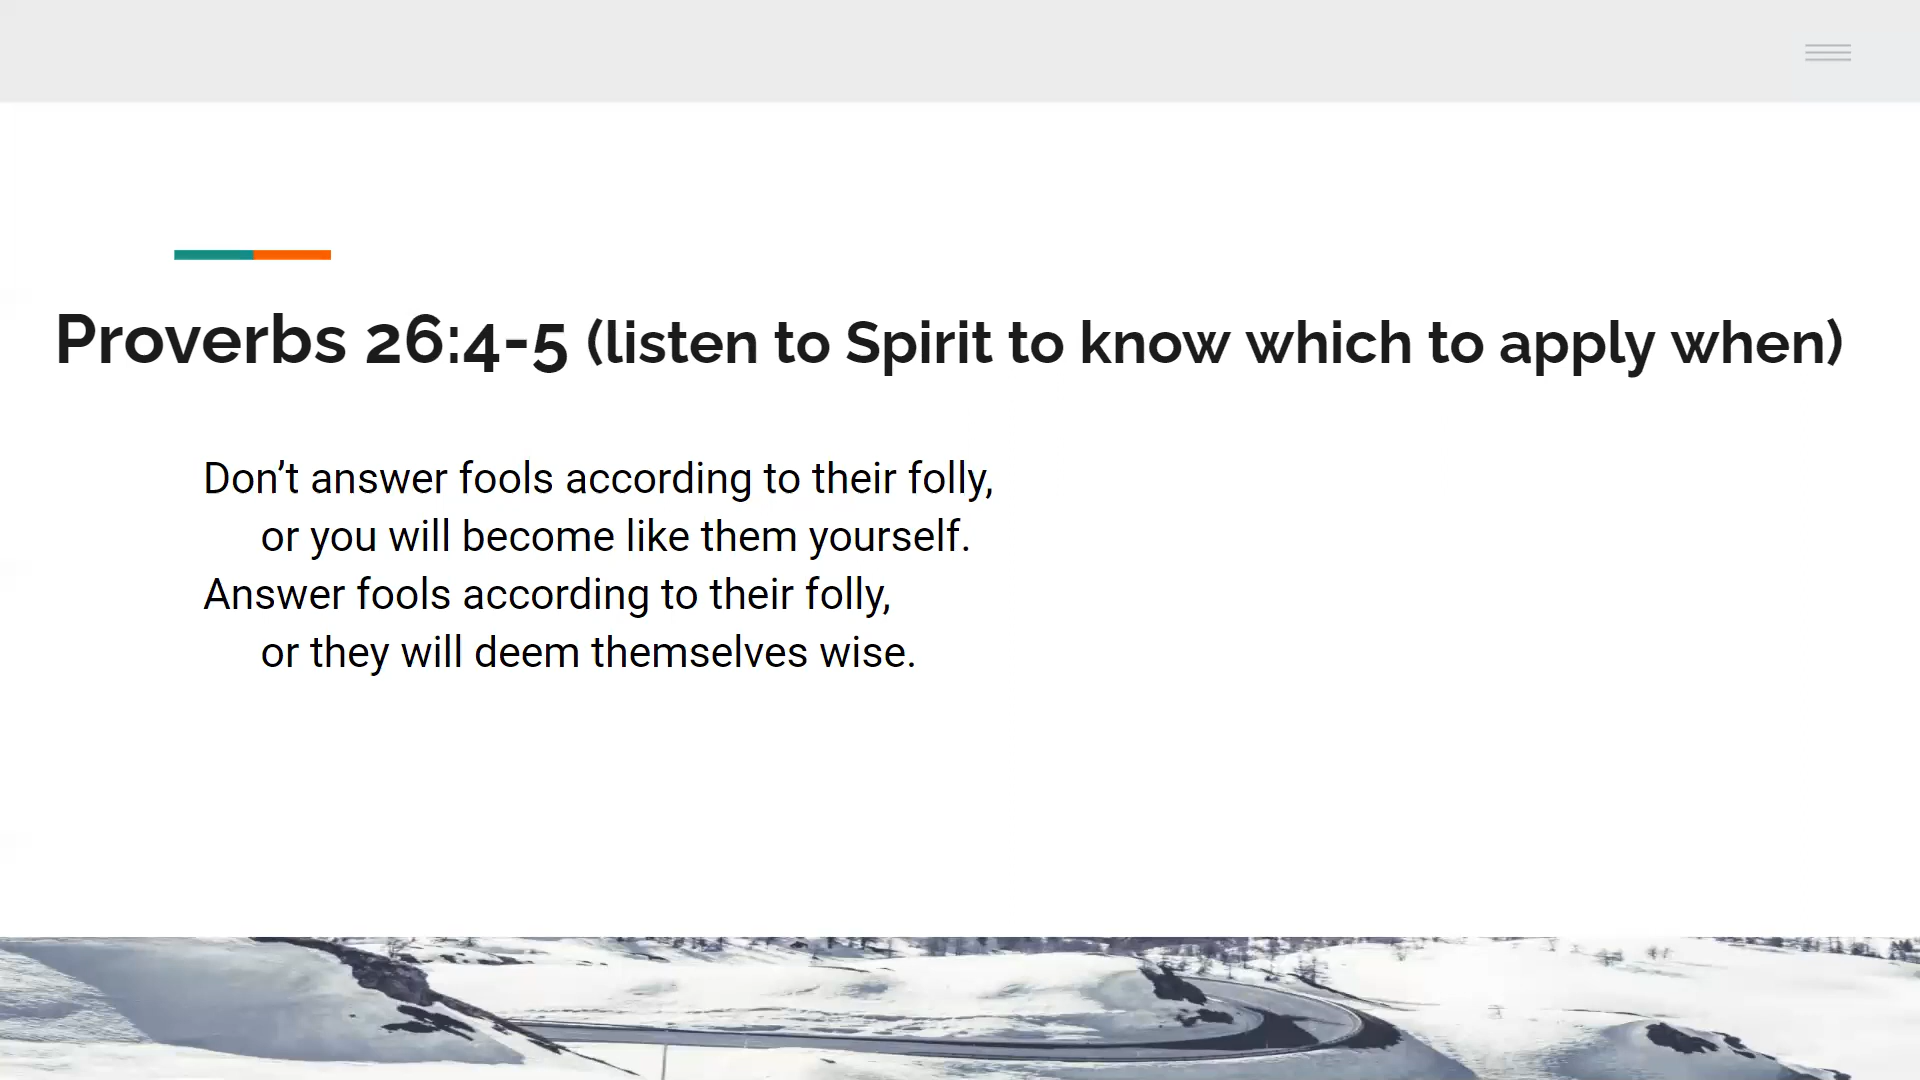 Proverbs 26:4-5 (listen to Spirit to know which to apply when)
Don’t answer fools according to their folly,
or you will become like them yourself.
Answer fools according to their folly,
or they will deem themselves wise.